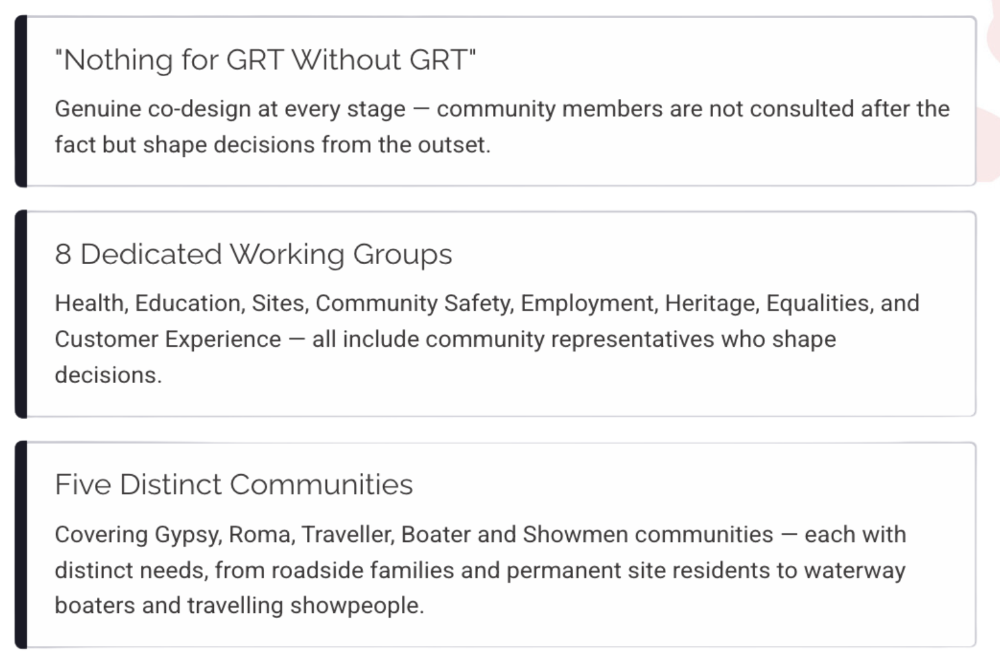 "Nothing for GRT Without GRT"
Genuine co-design at every stage — community members are not consulted after the
fact but shape decisions from the outset.
8 Dedicated Working Groups
Health, Education, Sites, Community Safety, Employment, Heritage, Equalities, and
Customer Experience — all include community representatives who shape
decisions.
Five Distinct Communities
Covering Gypsy, Roma, Traveller, Boater and Showmen communities — each with
distinct needs, from roadside families and permanent site residents to waterway
boaters and travelling showpeople.